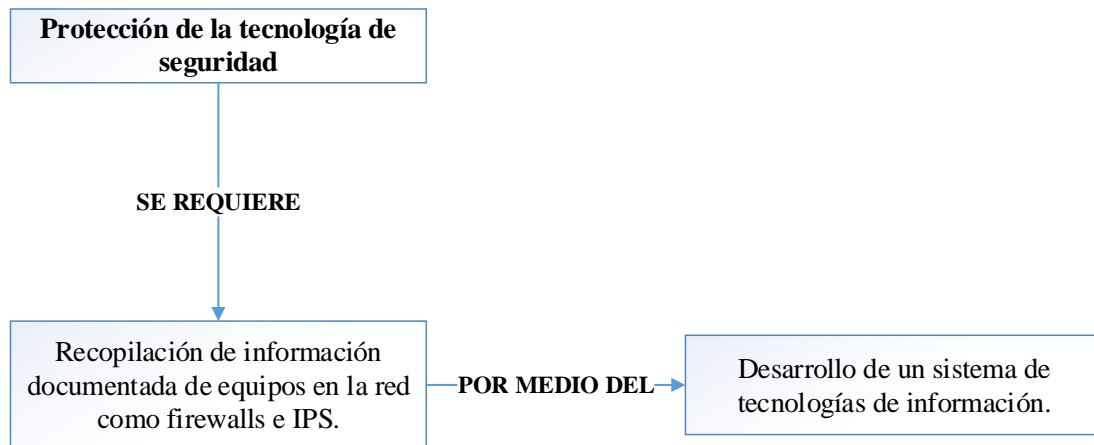 Protección de la tecnología de
seguridad
SE REQUIERE
Recopilación de información
documentada de equipos en la red
como firewalls e IPS.
POR MEDIO DEL
Desarrollo de un sistema de
tecnologías de información.